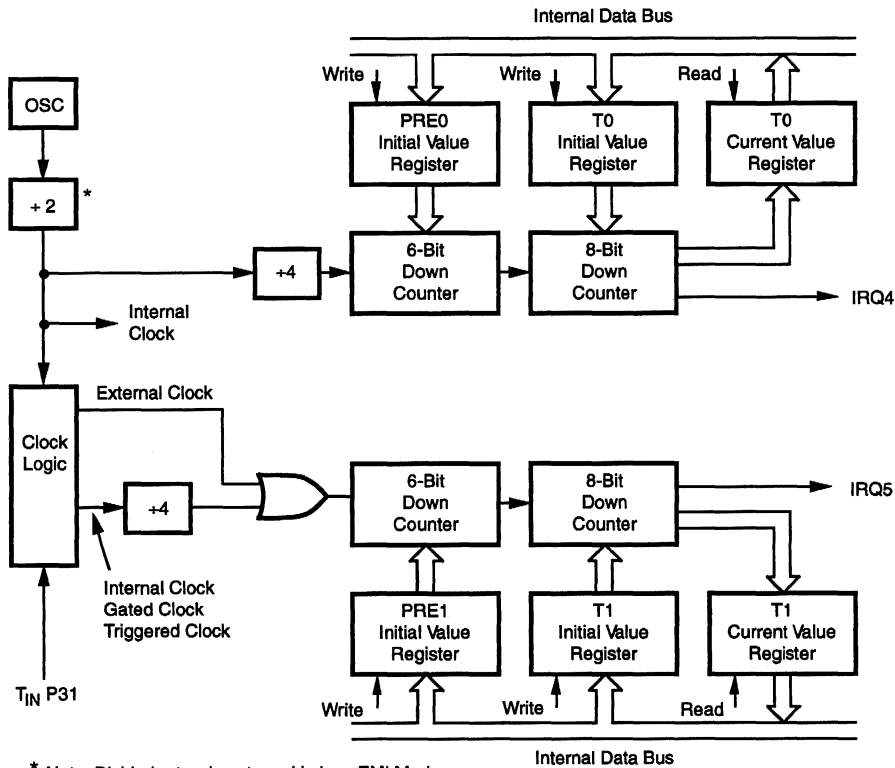 Internal Data Bus
Write
Write
Read
OSC
PRE0
Initial Value
Register
T0
Initial Value
Register
T0
Current Value
Register
÷ 2
*
÷4
6-Bit
Down
Counter
8-Bit
Down
Counter
IRQ4
Internal
Clock
External Clock
Clock
Logic
÷4
6-Bit
Down
Counter
8-Bit
Down
Counter
IRQ5
Internal Clock
Gated Clock
Triggered Clock
PRE1
Initial Value
Register
T1
Initial Value
Register
T1
Current Value
Register
TIN P31
Write
Write
Read
Internal Data Bus